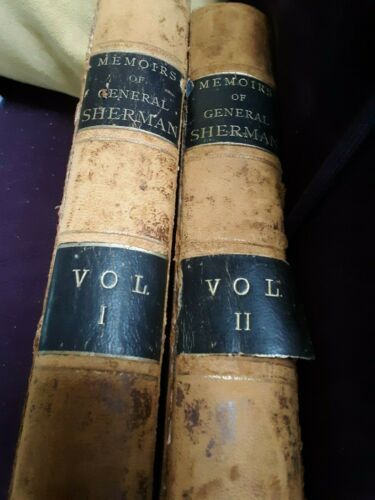 MEMOIRS
OF
GENERAL
SHERMAN
VOL.
I
MEMOIRS
OF
GENERAL
SHERMAN
VOL.
II